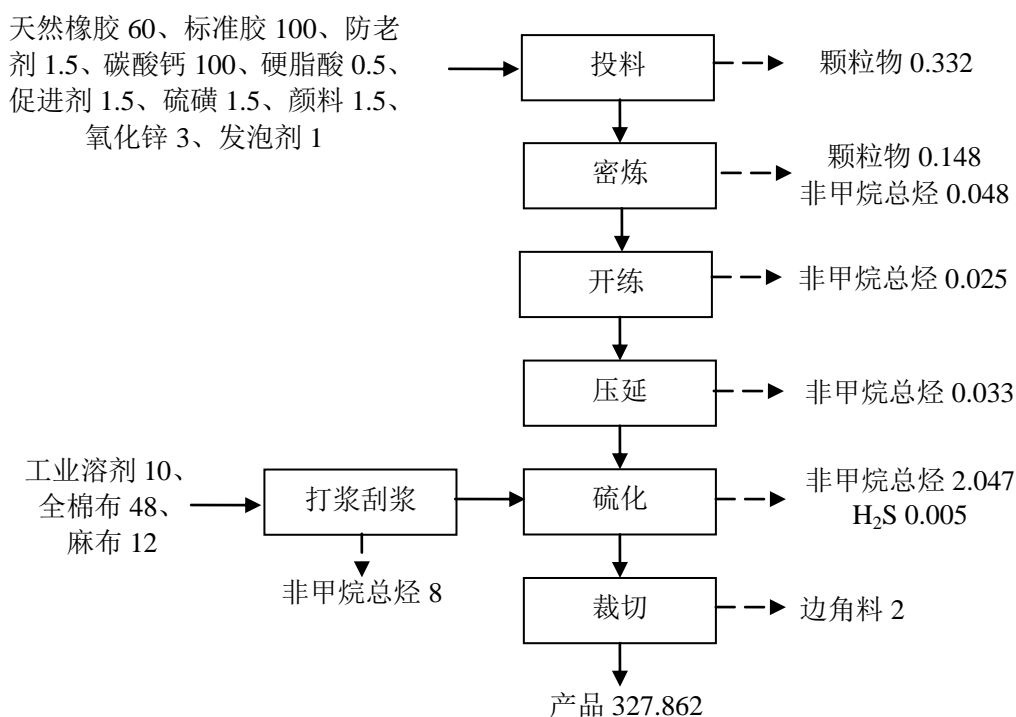 天然橡胶 60、标准胶 100、防老
剂 1.5、碳酸钙 100、硬脂酸 0.5、
促进剂 1.5、硫磺 1.5、颜料 1.5、
氧化锌 3、发泡剂 1
投料
颗粒物 0.332
密炼
颗粒物 0.148
非甲烷总烃 0.048
开练
非甲烷总烃 0.025
压延
非甲烷总烃 0.033
工业溶剂 10、
全棉布 48、
麻布 12
打浆刮浆
硫化
非甲烷总烃 2.047
H₂S 0.005
非甲烷总烃 8
裁切
边角料 2
产品 327.862